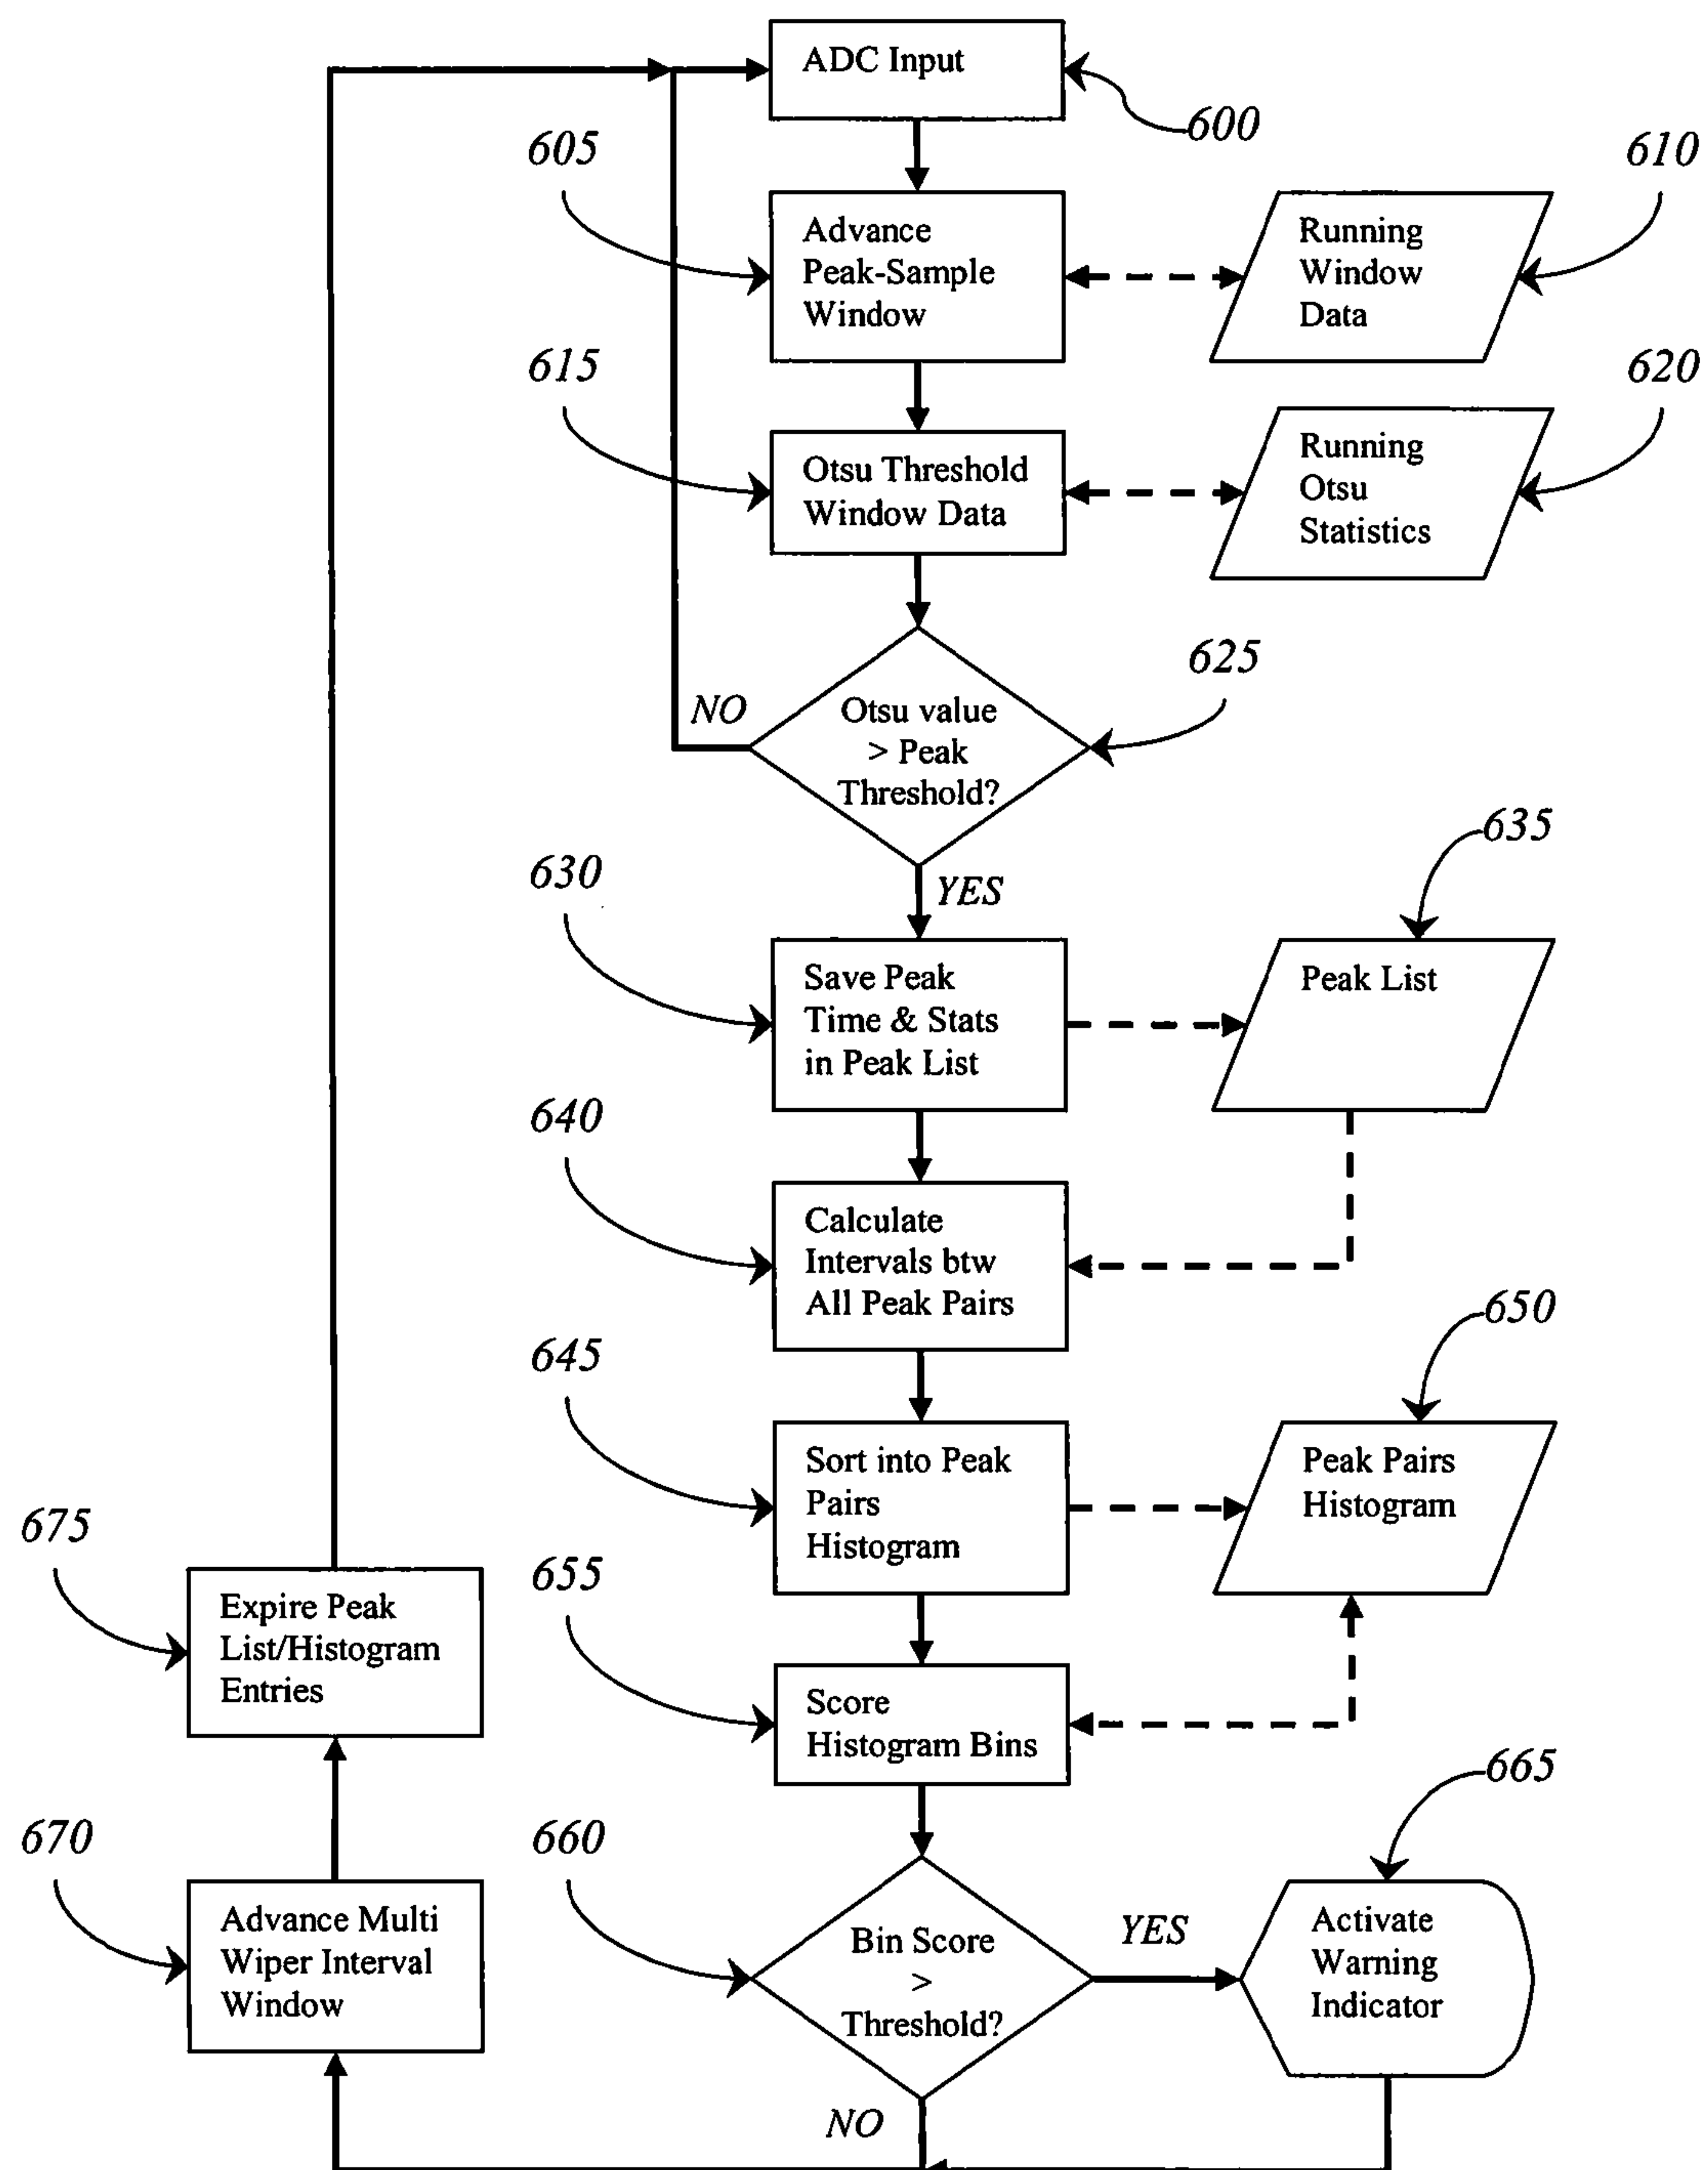 ADC Input
600
605
610
Advance
Peak-Sample
Window
Running
Window
Data
615
620
Otsu Threshold
Window Data
Running
Otsu
Statistics
625
NO
Otsu value
> Peak
Threshold?
635
630
YES
Save Peak
Time & Stats
in Peak List
Peak List
640
Calculate
Intervals btw
All Peak Pairs
650
645
Sort into Peak
Pairs
Histogram
Peak Pairs
Histogram
675
655
Expire Peak
List/Histogram
Entries
Score
Histogram Bins
665
670
660
Advance Multi
Wiper Interval
Window
Bin Score
>
Threshold?
YES
Activate
Warning
Indicator
NO